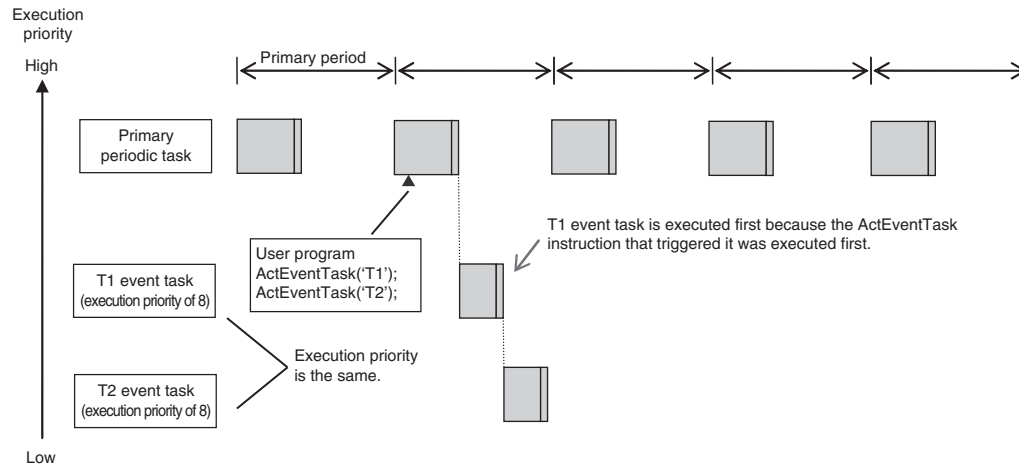 Execution
priority
High
Primary period
Primary
periodic task
User program
ActEventTask(‘T1’);
ActEventTask(‘T2’);
T1 event task is executed first because the ActEventTask
instruction that triggered it was executed first.
T1 event task
(execution priority of 8)
Execution priority
is the same.
T2 event task
(execution priority of 8)
Low